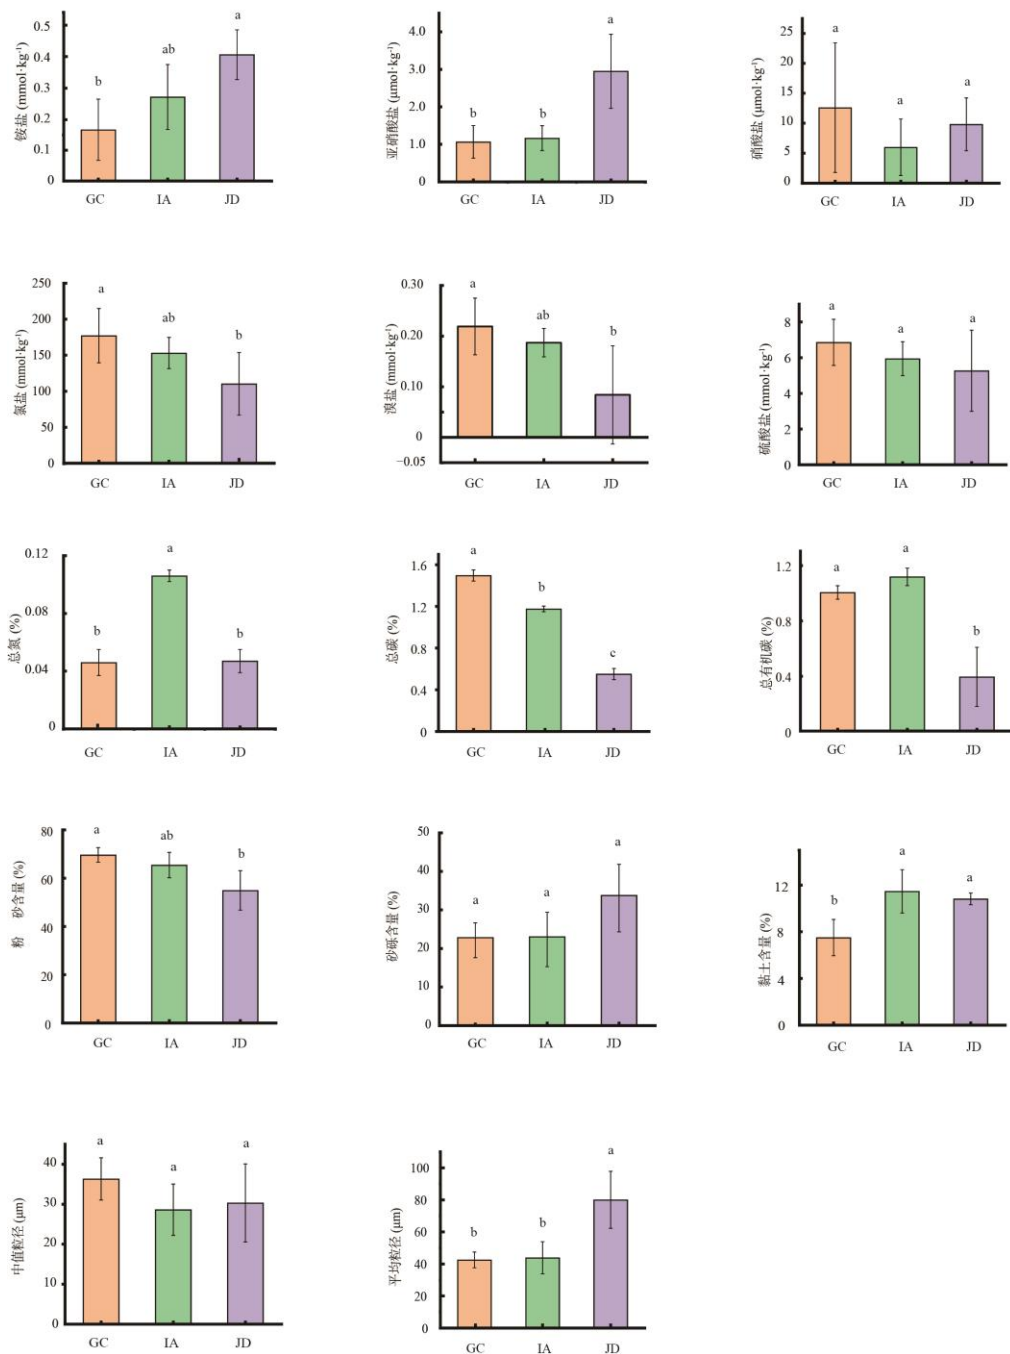 铵盐 (mmol·kg⁻¹)
0.5
0.4
0.3
0.2
0.1
0
b
ab
a
GC IA JD
亚硝酸盐 (μmol·kg⁻¹)
4.0
3.0
2.0
1.0
0
b
b
a
GC IA JD
硝酸盐 (μmol·kg⁻¹)
25
20
15
10
5
0
a
a
a
GC IA JD
氯盐 (mmol·kg⁻¹)
250
200
150
100
50
0
a
ab
b
GC IA JD
溴盐 (mmol·kg⁻¹)
0.30
0.20
0.10
0
−0.05
a
ab
b
GC IA JD
硫酸盐 (mmol·kg⁻¹)
8
6
4
2
0
a
a
a
GC IA JD
总氮 (%)
0.12
0.08
0.04
0
b
a
b
GC IA JD
总碳 (%)
1.6
1.2
0.8
0.4
0
a
b
c
GC IA JD
总有机碳 (%)
1.2
0.8
0.4
0
a
a
b
GC IA JD
粉 砂含量 (%)
80
60
40
20
0
a
ab
b
GC IA JD
砂砾含量 (%)
50
40
30
20
10
0
a
a
a
GC IA JD
黏土含量 (%)
12
8
4
0
b
a
a
GC IA JD
中值粒径 (μm)
40
30
20
10
0
a
a
a
GC IA JD
平均粒径 (μm)
100
80
60
40
20
0
b
b
a
GC IA JD